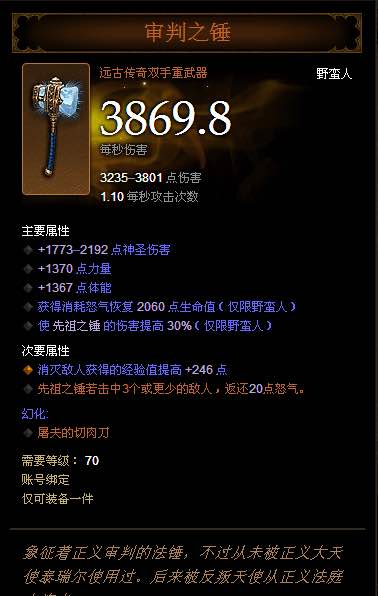 审判之锤
远古传奇双手重武器 野蛮人
3869.8
每秒伤害
3235–3801 点伤害
1.10 每秒攻击次数
主要属性
+1773–2192 点神圣伤害
+1370 点力量
+1367 点体能
获得消耗怒气恢复 2060 点生命值（仅限野蛮人）
使 先祖之锤 的伤害提高 30%（仅限野蛮人）
次要属性
消灭敌人获得的经验值提高 +246 点
先祖之锤若击中3个或更少的敌人，返还20点怒气。
幻化:
屠夫的切肉刀
需要等级： 70
账号绑定
仅可装备一件
象征着正义审判的法锤，不过从未被正义大天
使泰瑞尔使用过。后来被反叛天使从正义法庭